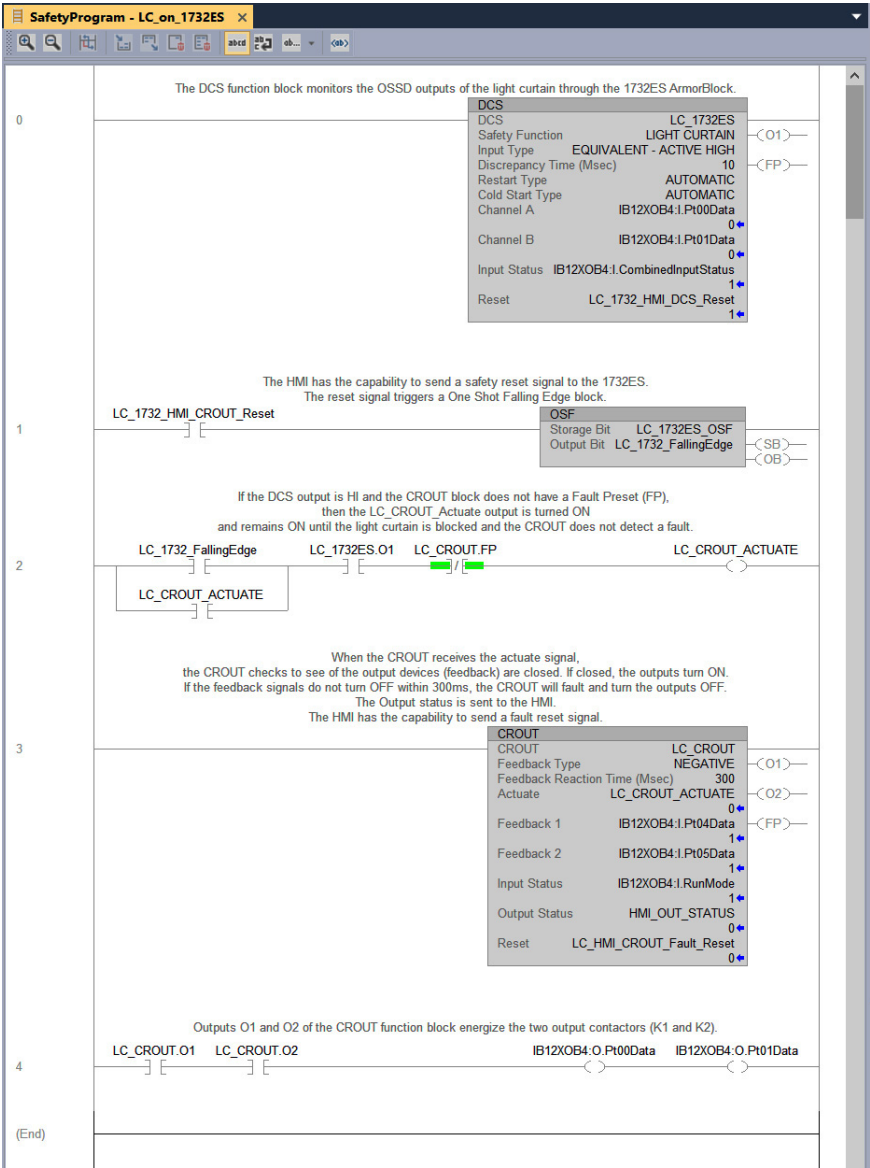 SafetyProgram - LC_on_1732ES ×
abcd ab ab... <ab>
The DCS function block monitors the OSSD outputs of the light curtain through the 1732ES ArmorBlock.
0
DCS
DCS LC_1732ES
Safety Function LIGHT CURTAIN (O1)
Input Type EQUIVALENT - ACTIVE HIGH
Discrepancy Time (Msec) 10 (FP)
Restart Type AUTOMATIC
Cold Start Type AUTOMATIC
Channel A IB12XOB4:I.Pt00Data
0
Channel B IB12XOB4:I.Pt01Data
0
Input Status IB12XOB4:I.CombinedInputStatus
1
Reset LC_1732_HMI_DCS_Reset
1
The HMI has the capability to send a safety reset signal to the 1732ES.
The reset signal triggers a One Shot Falling Edge block.
1
LC_1732_HMI_CROUT_Reset
OSF
Storage Bit LC_1732ES_OSF
Output Bit LC_1732_FallingEdge (SB)
(OB)
If the DCS output is HI and the CROUT block does not have a Fault Preset (FP),
then the LC_CROUT_Actuate output is turned ON
and remains ON until the light curtain is blocked and the CROUT does not detect a fault.
2
LC_1732_FallingEdge LC_1732ES.O1 LC_CROUT.FP LC_CROUT_ACTUATE
LC_CROUT_ACTUATE
When the CROUT receives the actuate signal,
the CROUT checks to see of the output devices (feedback) are closed. If closed, the outputs turn ON.
If the feedback signals do not turn OFF within 300ms, the CROUT will fault and turn the outputs OFF.
The Output status is sent to the HMI.
The HMI has the capability to send a fault reset signal.
3
CROUT
CROUT LC_CROUT
Feedback Type NEGATIVE (O1)
Feedback Reaction Time (Msec) 300
Actuate LC_CROUT_ACTUATE (O2)
0
Feedback 1 IB12XOB4:I.Pt04Data (FP)
1
Feedback 2 IB12XOB4:I.Pt05Data
1
Input Status IB12XOB4:I.RunMode
1
Output Status HMI_OUT_STATUS
0
Reset LC_HMI_CROUT_Fault_Reset
0
Outputs O1 and O2 of the CROUT function block energize the two output contactors (K1 and K2).
4
LC_CROUT.O1 LC_CROUT.O2 IB12XOB4:O.Pt00Data IB12XOB4:O.Pt01Data
(End)